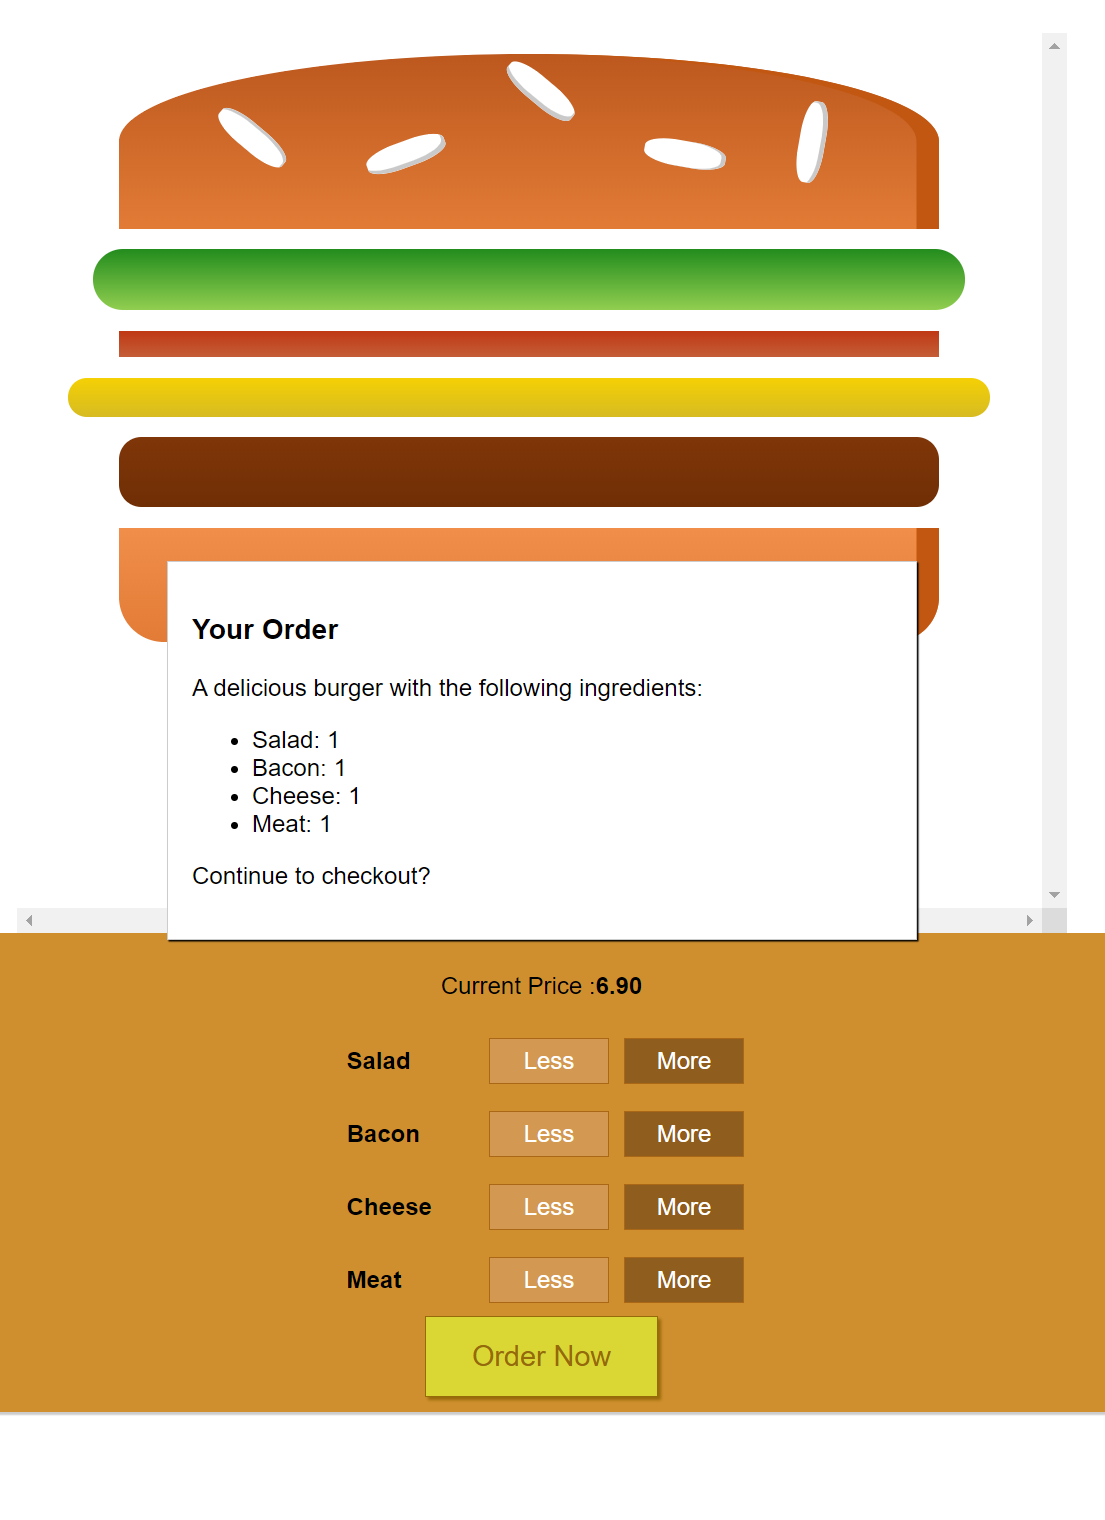 Your Order
A delicious burger with the following ingredients:
Salad: 1
Bacon: 1
Cheese: 1
Meat: 1
Continue to checkout?
Current Price :6.90
Salad Less More
Bacon Less More
Cheese Less More
Meat Less More
Order Now